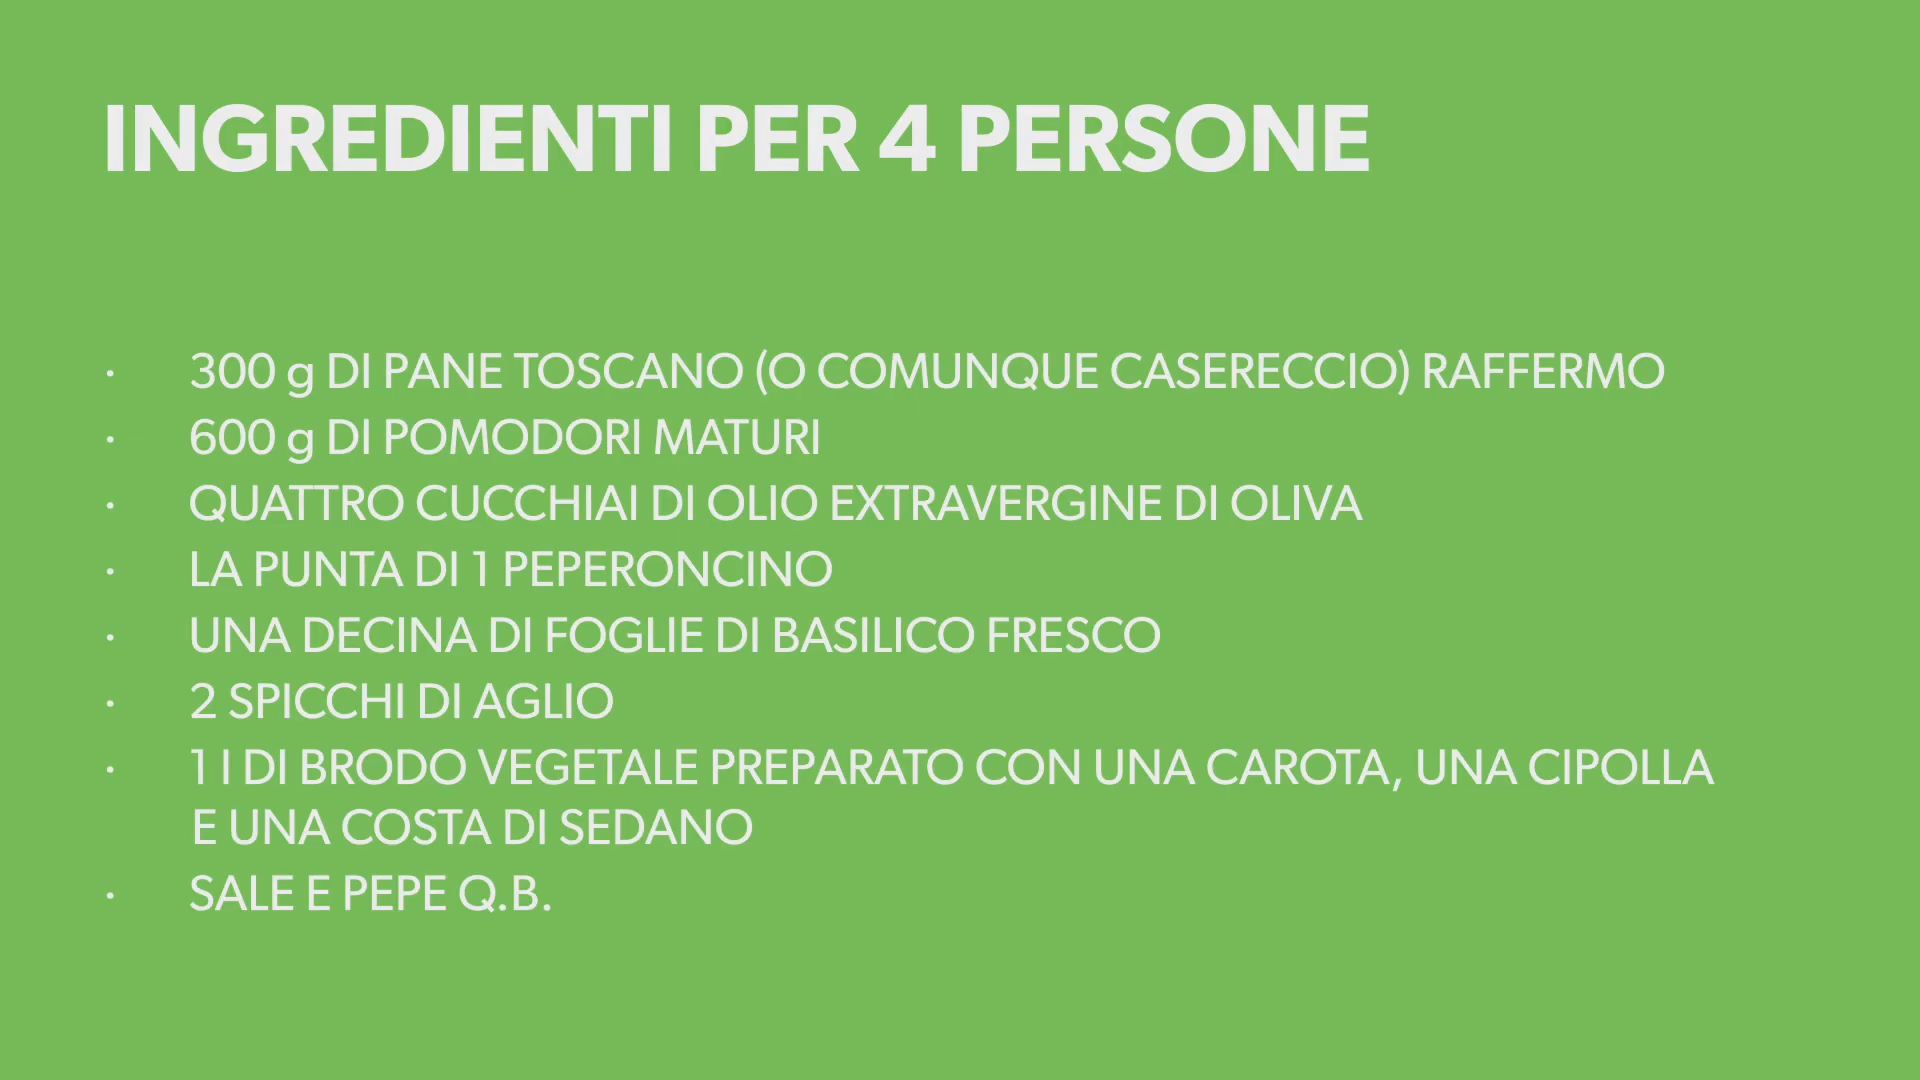 INGREDIENTI PER 4 PERSONE
· 300 g DI PANE TOSCANO (O COMUNQUE CASERECCIO) RAFFERMO
· 600 g DI POMODORI MATURI
· QUATTRO CUCCHIAI DI OLIO EXTRAVERGINE DI OLIVA
· LA PUNTA DI 1 PEPERONCINO
· UNA DECINA DI FOGLIE DI BASILICO FRESCO
· 2 SPICCHI DI AGLIO
· 1 l DI BRODO VEGETALE PREPARATO CON UNA CAROTA, UNA CIPOLLA
E UNA COSTA DI SEDANO
· SALE E PEPE Q.B.